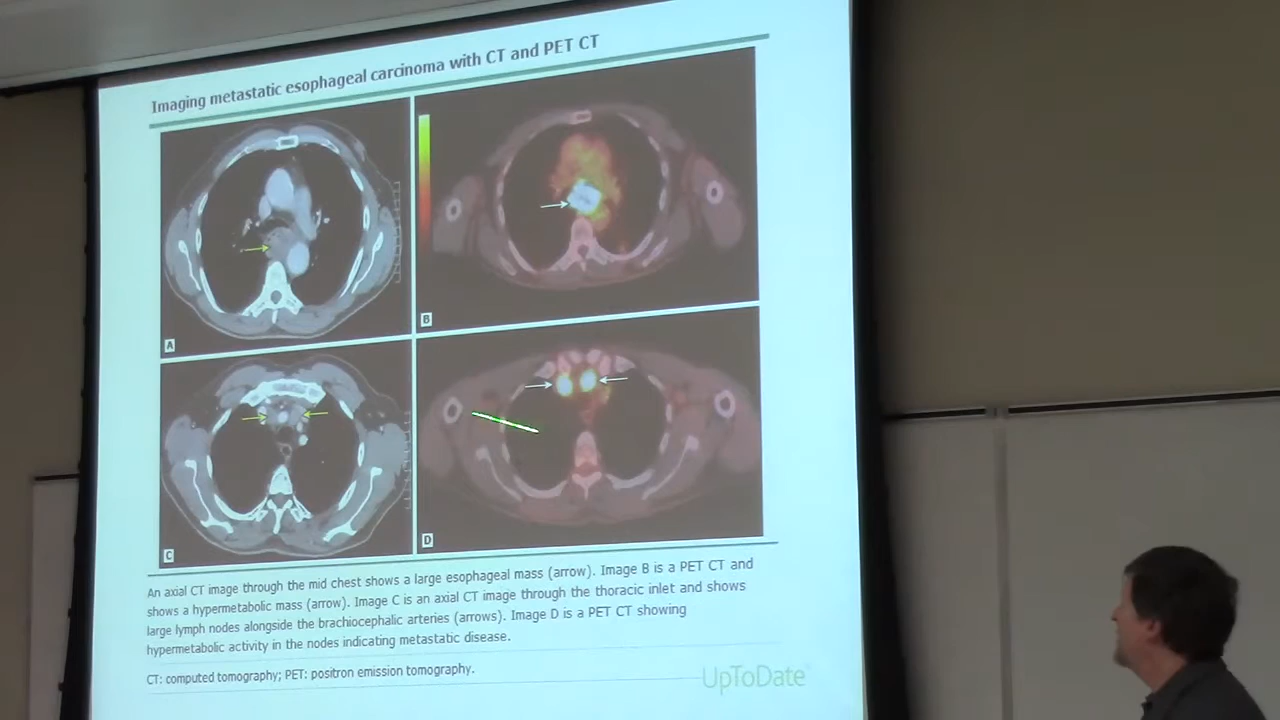 Imaging metastatic esophageal carcinoma with CT and PET CT
A
B
C
D
An axial CT image through the mid chest shows a large esophageal mass (arrow). Image B is a PET CT and
shows a hypermetabolic mass (arrow). Image C is an axial CT image through the thoracic inlet and shows
large lymph nodes alongside the brachiocephalic arteries (arrows). Image D is a PET CT showing
hypermetabolic activity in the nodes indicating metastatic disease.
CT: computed tomography; PET: positron emission tomography.
UpToDate